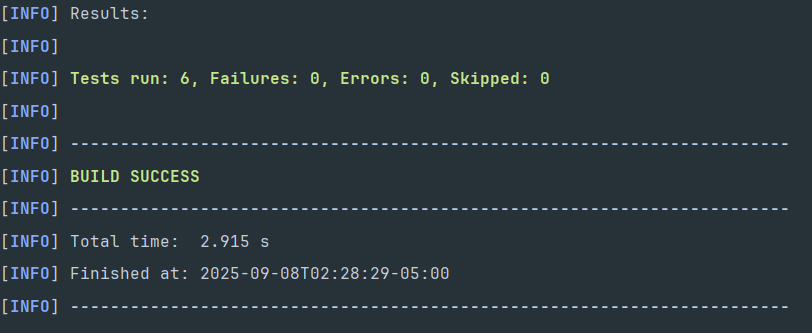 [INFO] Results:
[INFO]
[INFO] Tests run: 6, Failures: 0, Errors: 0, Skipped: 0
[INFO]
[INFO] ------------------------------------------------------------------------
[INFO] BUILD SUCCESS
[INFO] ------------------------------------------------------------------------
[INFO] Total time:  2.915 s
[INFO] Finished at: 2025-09-08T02:28:29-05:00
[INFO] ------------------------------------------------------------------------